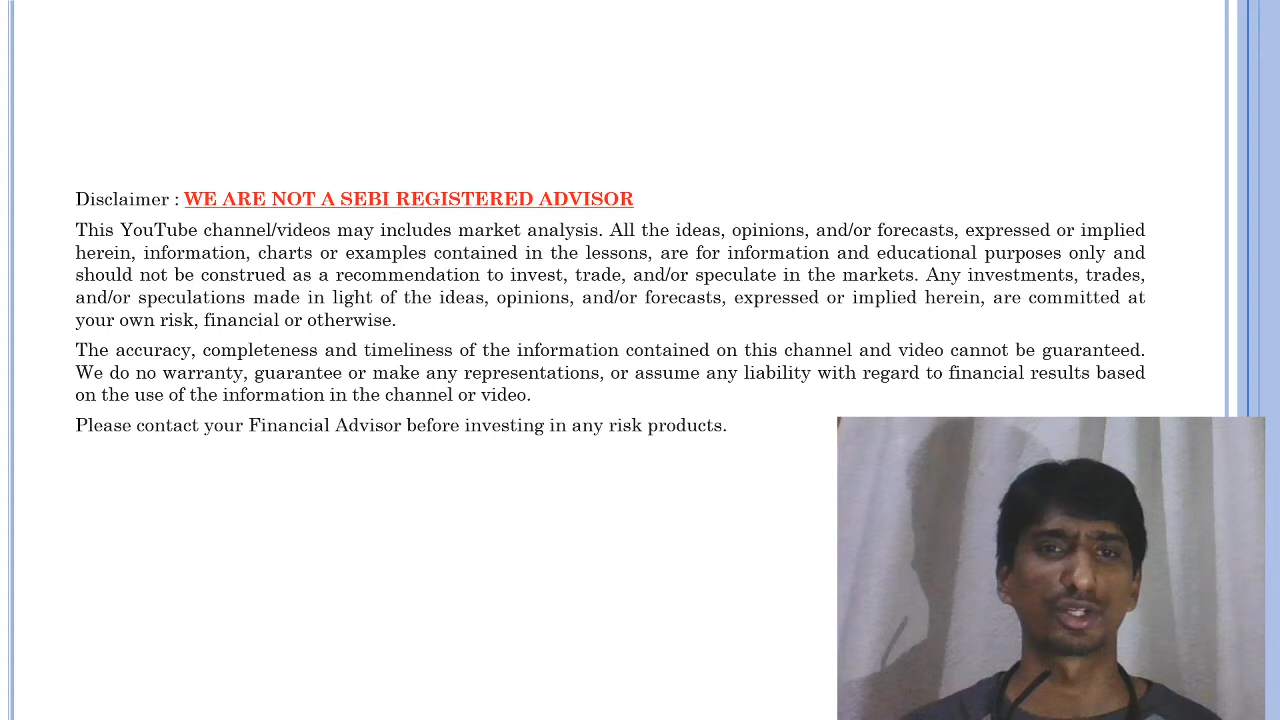 Disclaimer : WE ARE NOT A SEBI REGISTERED ADVISOR
This YouTube channel/videos may includes market analysis. All the ideas, opinions, and/or forecasts, expressed or implied
herein, information, charts or examples contained in the lessons, are for information and educational purposes only and
should not be construed as a recommendation to invest, trade, and/or speculate in the markets. Any investments, trades,
and/or speculations made in light of the ideas, opinions, and/or forecasts, expressed or implied herein, are committed at
your own risk, financial or otherwise.
The accuracy, completeness and timeliness of the information contained on this channel and video cannot be guaranteed.
We do no warranty, guarantee or make any representations, or assume any liability with regard to financial results based
on the use of the information in the channel or video.
Please contact your Financial Advisor before investing in any risk products.